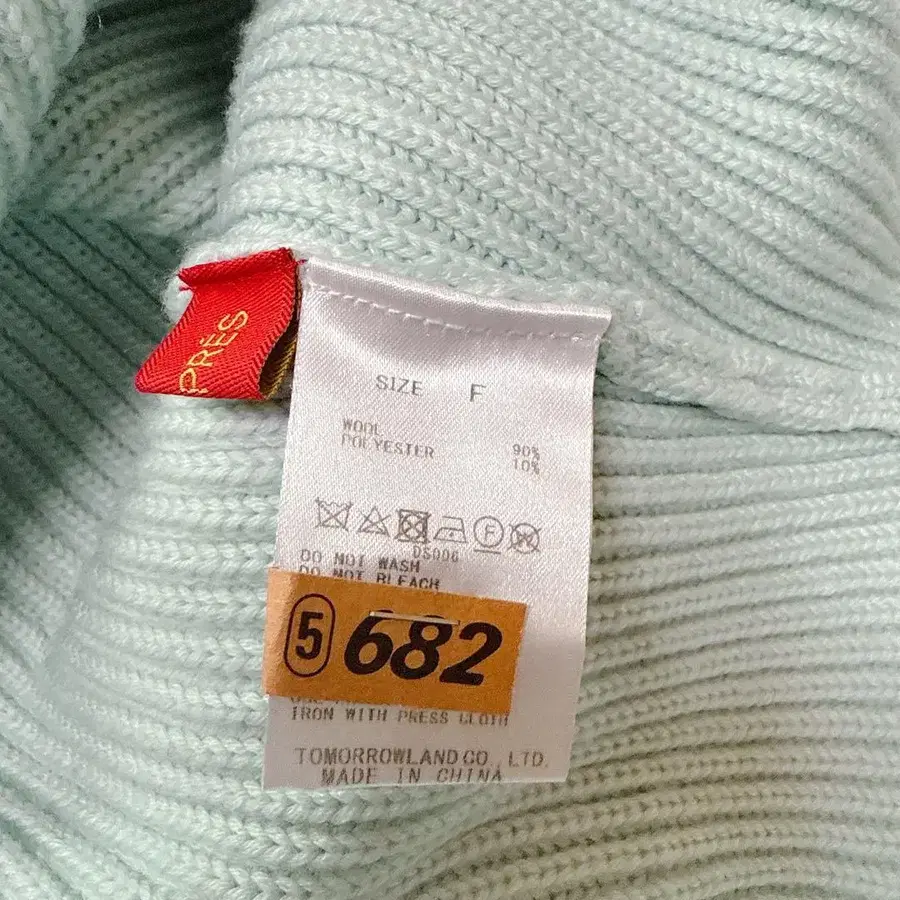 PRÈS
SIZE F
WOOL 90%
POLYESTER 10%
F W
DS006
DO NOT WASH
DO NOT BLEACH
5 682
IRON WITH PRESS CLOTH
TOMORROWLAND CO., LTD.
MADE IN CHINA